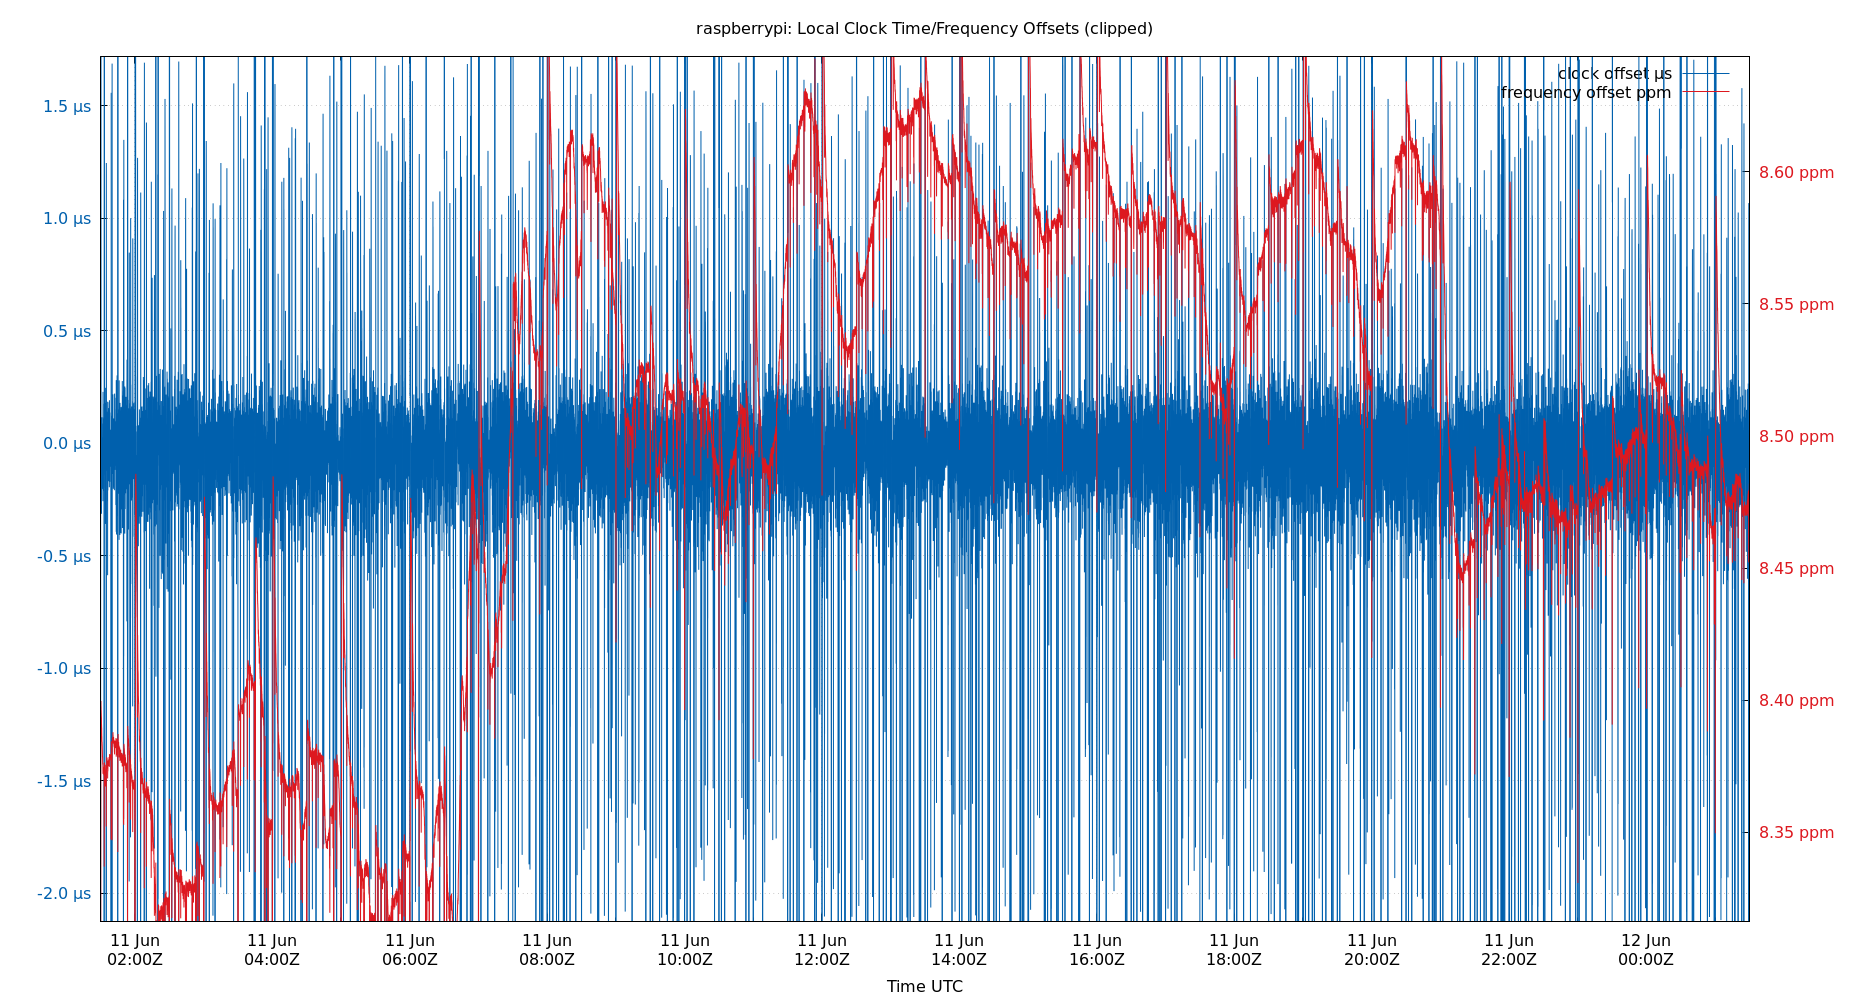 raspberrypi: Local Clock Time/Frequency Offsets (clipped)
clock offset µs
frequency offset ppm
1.5 µs
1.0 µs
0.5 µs
0.0 µs
-0.5 µs
-1.0 µs
-1.5 µs
-2.0 µs
8.60 ppm
8.55 ppm
8.50 ppm
8.45 ppm
8.40 ppm
8.35 ppm
11 Jun 11 Jun 11 Jun 11 Jun 11 Jun 11 Jun 11 Jun 11 Jun 11 Jun 11 Jun 11 Jun 12 Jun
02:00Z 04:00Z 06:00Z 08:00Z 10:00Z 12:00Z 14:00Z 16:00Z 18:00Z 20:00Z 22:00Z 00:00Z
Time UTC